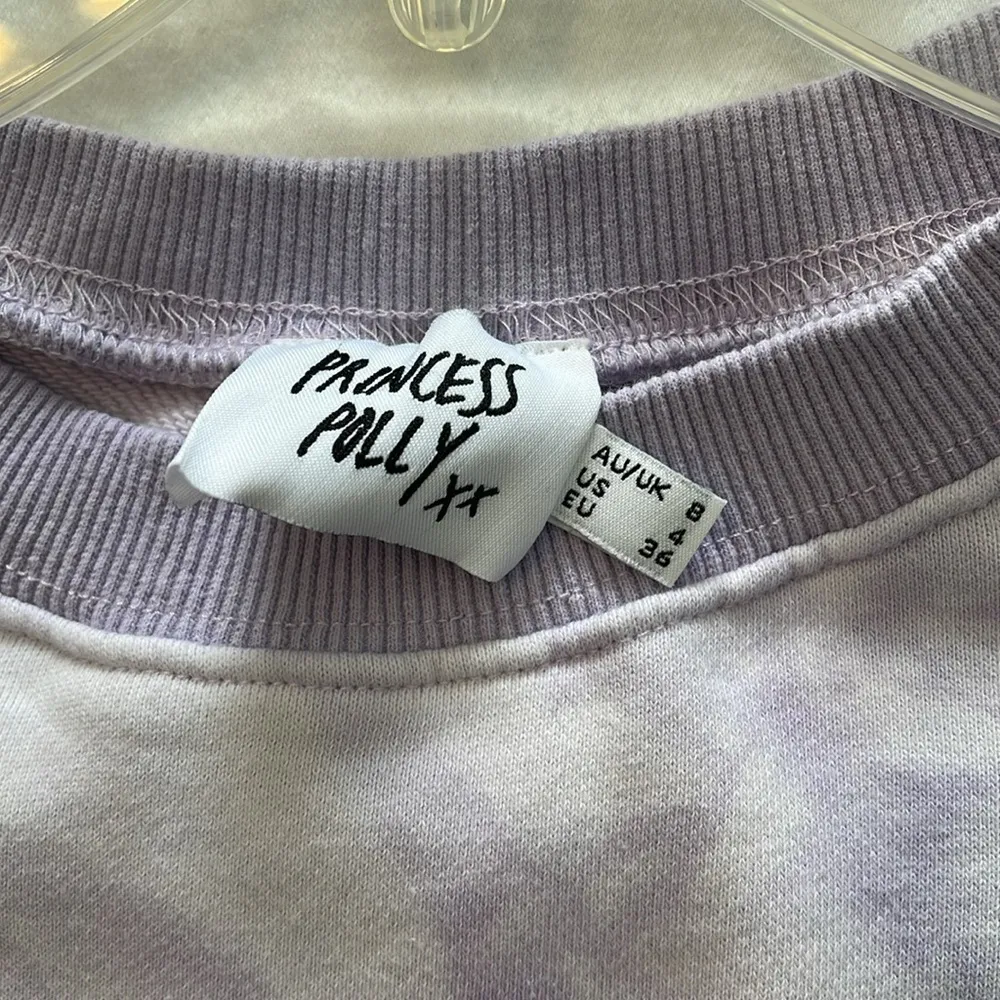 PRINCESS
POLLY
xx
AU/UK 8
US 4
EU 36